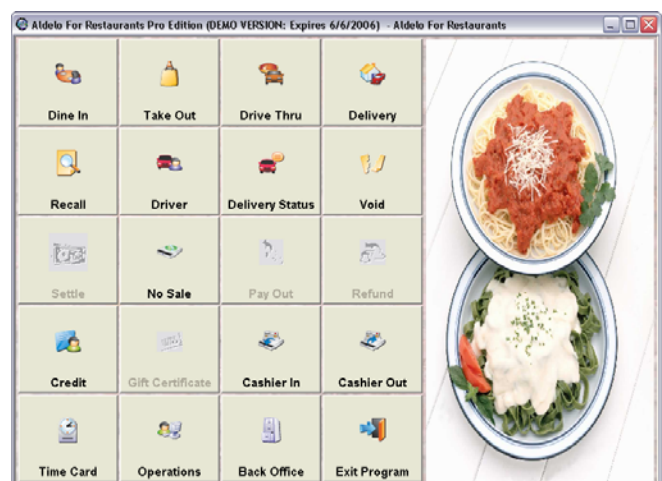 Aldelo For Restaurants Pro Edition (DEMO VERSION: Expires 6/6/2006) - Aldelo For Restaurants
Dine In Take Out Drive Thru Delivery
Recall Driver Delivery Status Void
Settle No Sale Pay Out Refund
Credit Gift Certificate Cashier In Cashier Out
Time Card Operations Back Office Exit Program